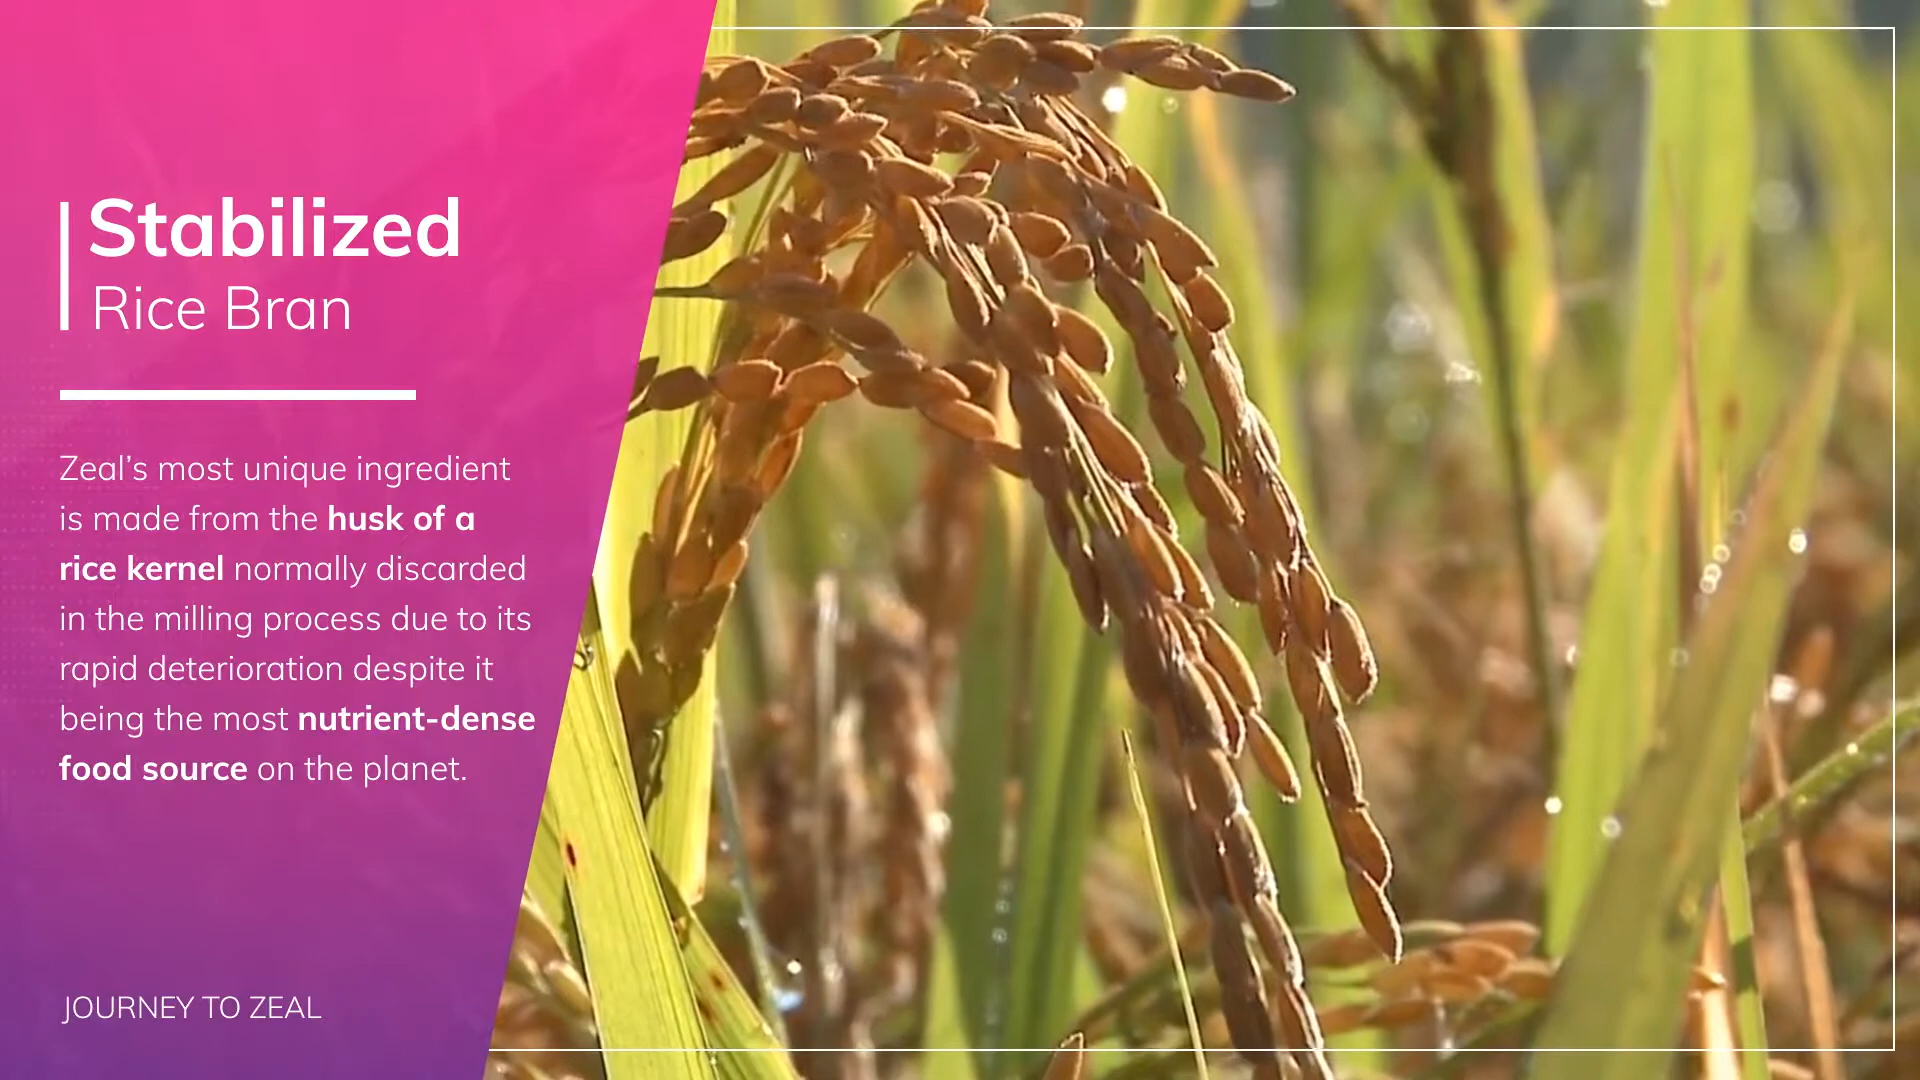 Stabilized
Rice Bran
Zeal’s most unique ingredient
is made from the husk of a
rice kernel normally discarded
in the milling process due to its
rapid deterioration despite it
being the most nutrient-dense
food source on the planet.
JOURNEY TO ZEAL